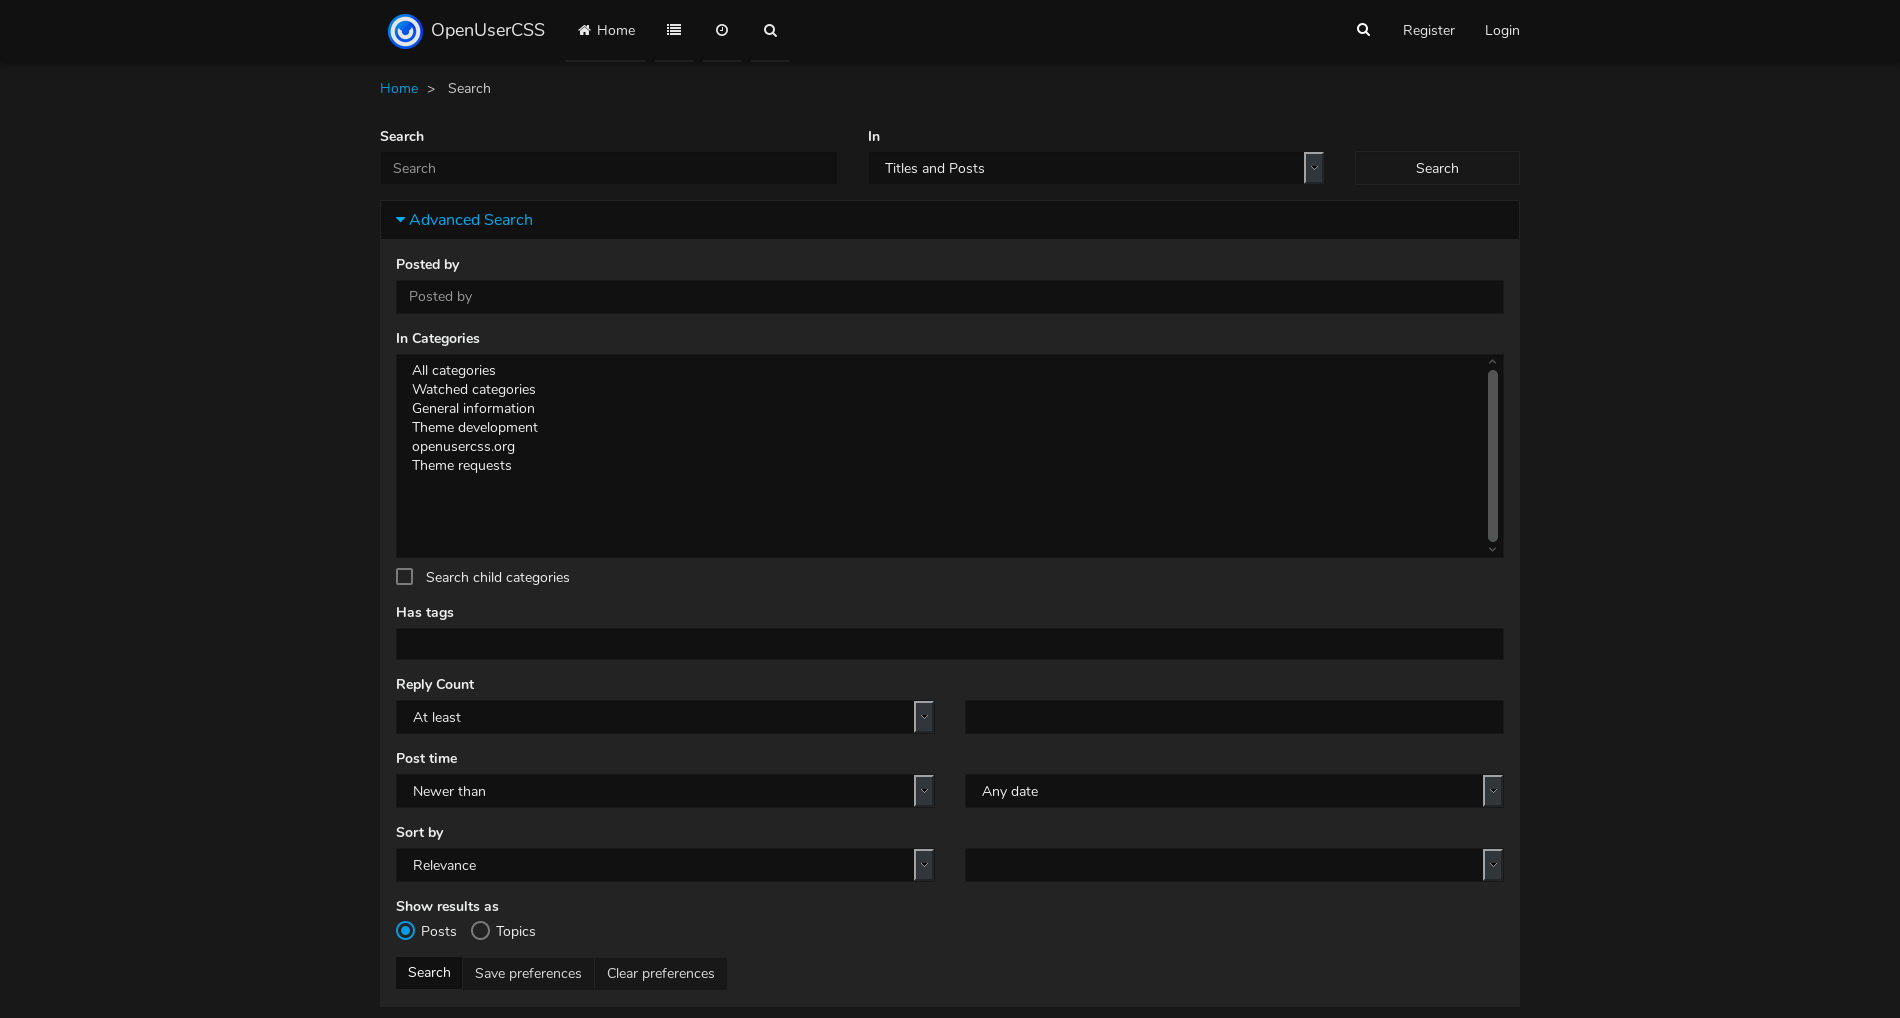 OpenUserCSS Home Register Login
Home > Search
Search In
Search Titles and Posts Search
Advanced Search
Posted by
Posted by
In Categories
All categories
Watched categories
General information
Theme development
openusercss.org
Theme requests
Search child categories
Has tags
Reply Count
At least
Post time
Newer than Any date
Sort by
Relevance
Show results as
Posts Topics
Search Save preferences Clear preferences